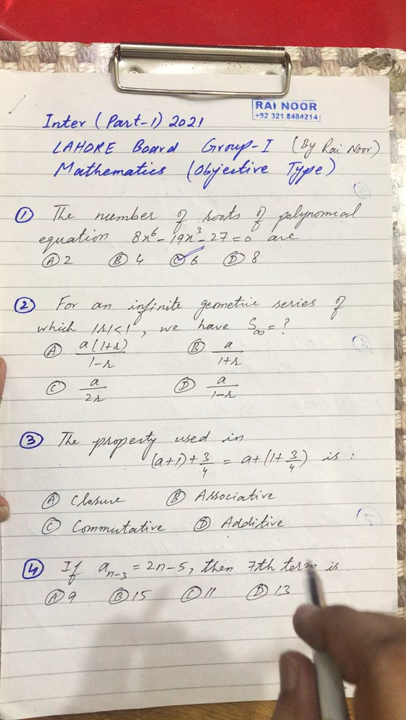 RAI NOOR
+92 321 8484214
Inter (Part-1) 2021
LAHORE Board Group-I (By Rai Noor)
Mathematics (Objective Type)
① The number of roots of polynomial
equation 8x⁶ - 19x³ - 27 = 0 are
Ⓐ 2 Ⓑ 4 Ⓒ 6 Ⓓ 8
② For an infinite geometric series of
which |r|<1, we have S∞ = ?
Ⓐ a(1+r)/1-r Ⓑ a/1+r
Ⓒ a/2r Ⓓ a/1-r
③ The property used in
(a+1)+3/4 = a+(1+3/4) is :
Ⓐ Closure Ⓑ Associative
Ⓒ Commutative Ⓓ Additive
④ If aₙ₋₃ = 2n-5, then 7th term is
Ⓐ 9 Ⓑ 15 Ⓒ 11 Ⓓ 13